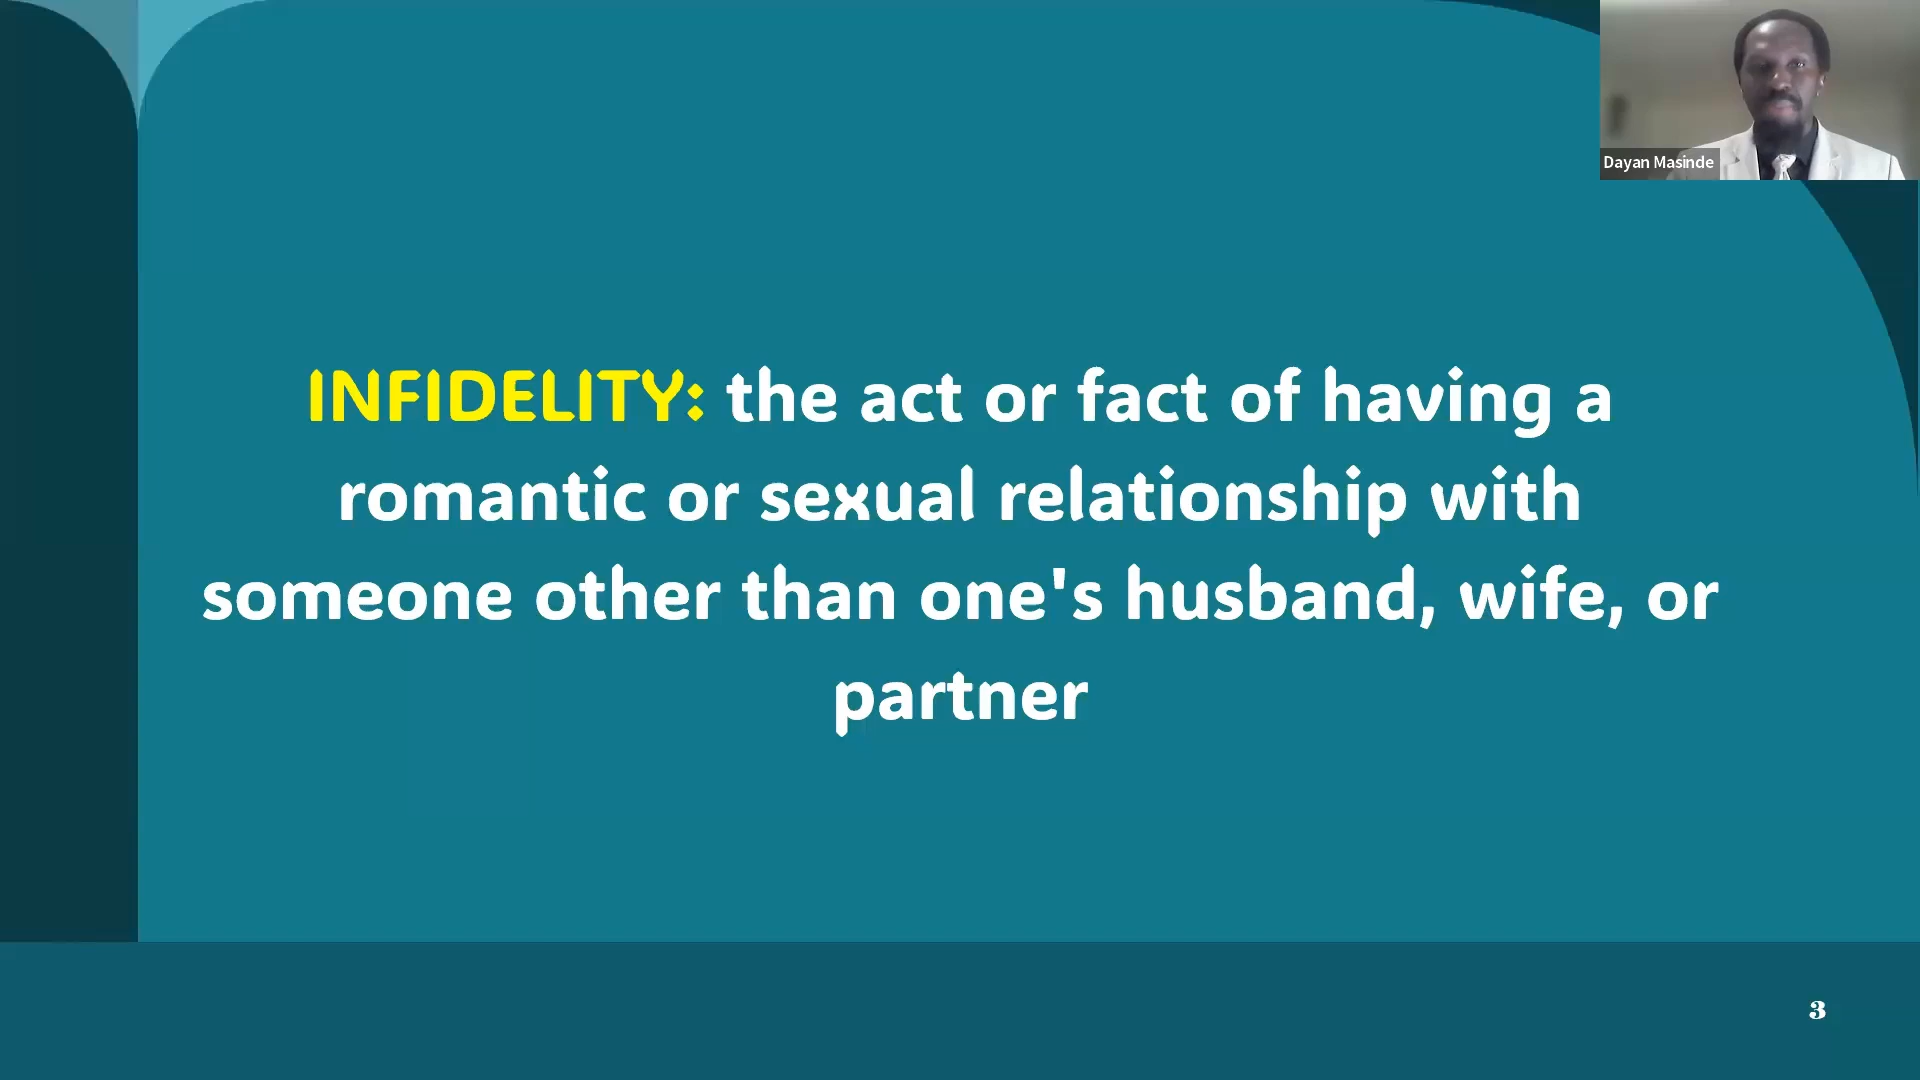 Dayan Masinde
INFIDELITY: the act or fact of having a
romantic or sexual relationship with
someone other than one's husband, wife, or
partner
3